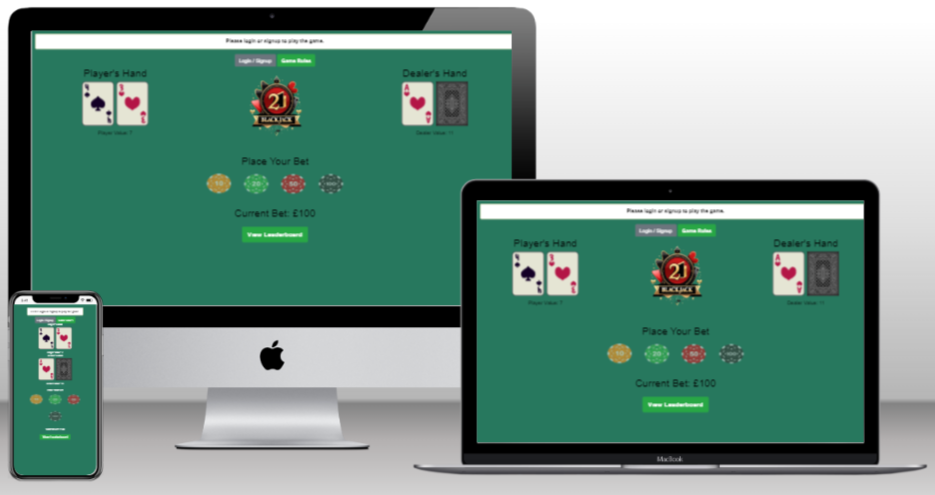 Please login or signup to play the game.
Login / Signup
Game Rules
Player's Hand
Dealer's Hand
A
21
BLACKJACK
A
Player Value: 7
Dealer Value: 11
Place Your Bet
10
20
50
100
Current Bet: £100
View Leaderboard
Please login or signup to play the game.
Login / Signup
Game Rules
Player's Hand
Dealer's Hand
A
21
BLACKJACK
A
Player Value: 7
Dealer Value: 11
Place Your Bet
10
20
50
100
Current Bet: £100
View Leaderboard
MacBook